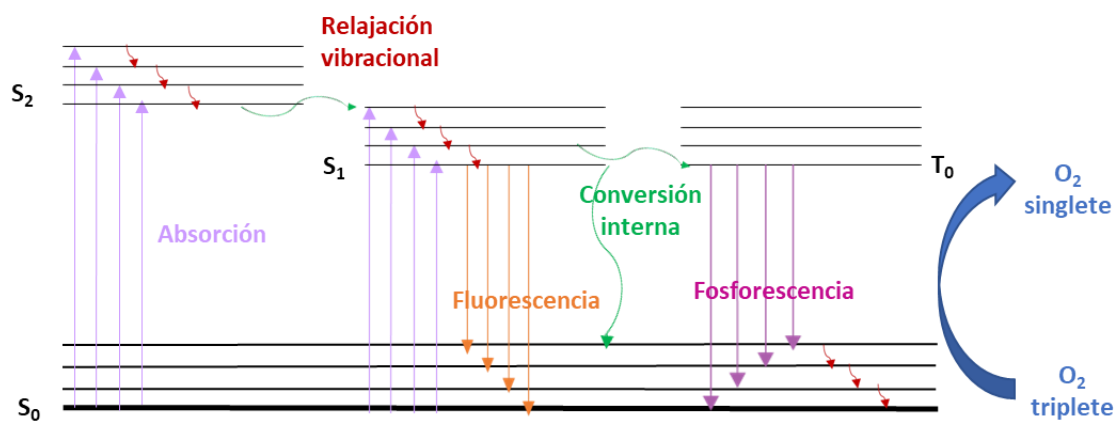 Relajación
vibracional
S2
S1
T0
O2
singlete
Conversión
interna
Absorción
Fluorescencia
Fosforescencia
S0
O2
triplete